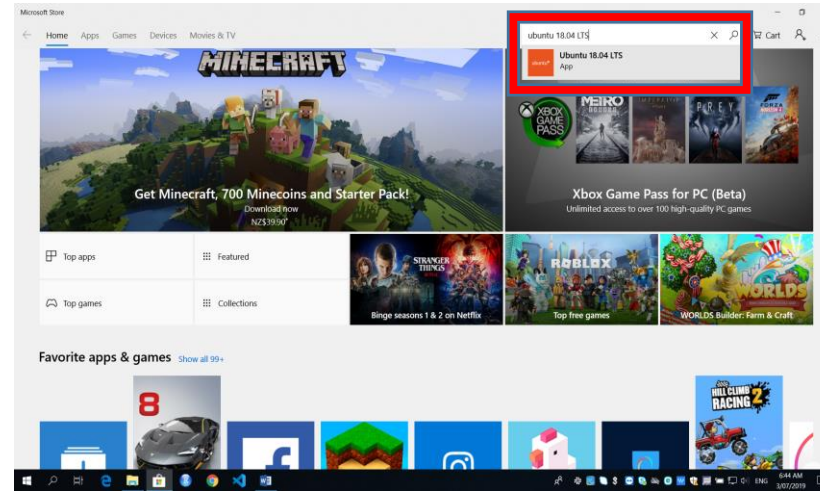 Microsoft Store
Home Apps Games Devices Movies & TV
ubuntu 18.04 LTS
Cart
ubuntu®
Ubuntu 18.04 LTS
App
MINECRAFT
XBOX
GAME
PASS
METRO
EXODUS
PREY
FORZA
Get Minecraft, 700 Minecoins and Starter Pack!
Download now
NZ$39.90*
Xbox Game Pass for PC (Beta)
Unlimited access to over 100 high-quality PC games
Top apps
Featured
Top games
Collections
STRANGER
THINGS
Binge seasons 1 & 2 on Netflix
ROBLOX
Top free games
WORLDS
WORLDS Builder: Farm & Craft
Favorite apps & games Show all 99+
8
HILL CLIMB
RACING 2
ENG
6:44 AM
3/07/2019